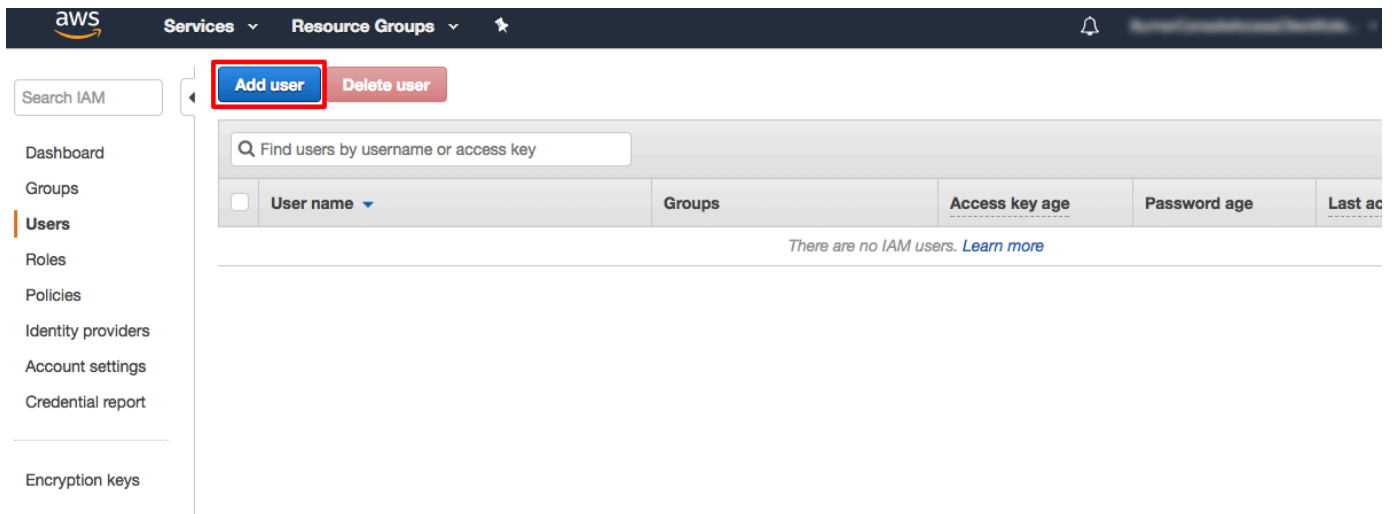 aws Services Resource Groups
Add user Delete user
Search IAM
Find users by username or access key
Dashboard
Groups
Users
Roles
Policies
Identity providers
Account settings
Credential report
Encryption keys
User name Groups Access key age Password age Last ac
There are no IAM users. Learn more